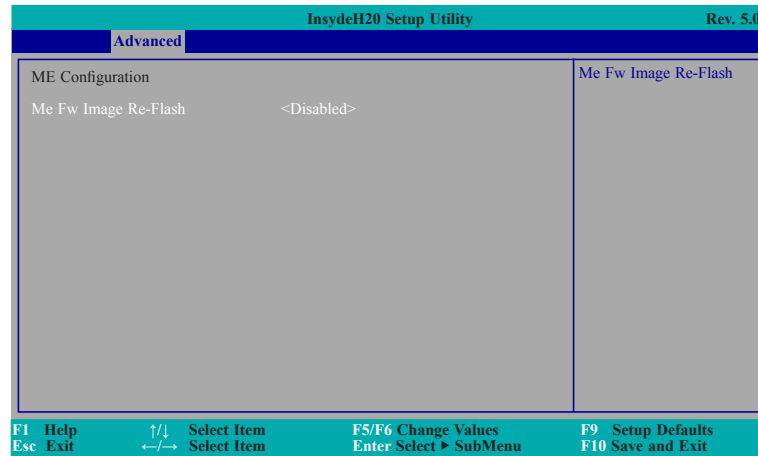 InsydeH20 Setup Utility Rev. 5.0
Advanced
ME Configuration
Me Fw Image Re-Flash <Disabled>
Me Fw Image Re-Flash
F1 Help ↑/↓ Select Item F5/F6 Change Values F9 Setup Defaults
Esc Exit ←/→ Select Item Enter Select ▶ SubMenu F10 Save and Exit